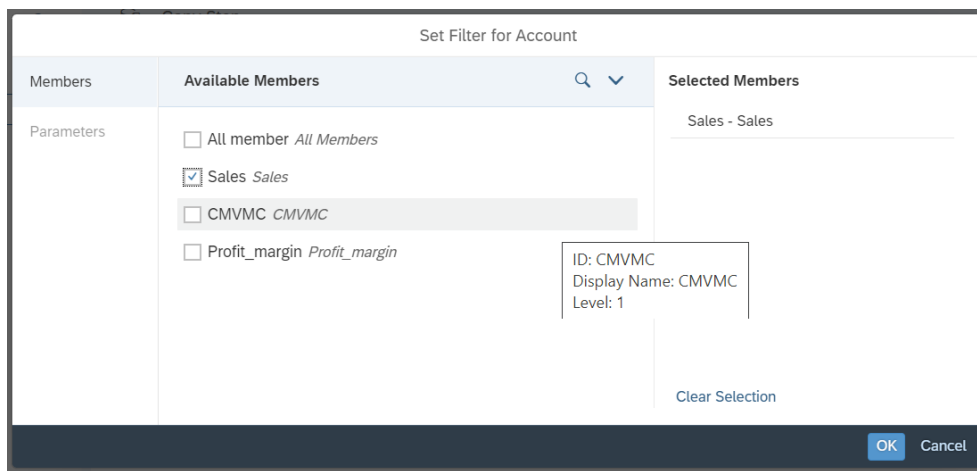 Set Filter for Account
Members
Parameters
Available Members
All member All Members
Sales Sales
CMVMC CMVMC
Profit_margin Profit_margin
ID: CMVMC
Display Name: CMVMC
Level: 1
Selected Members
Sales - Sales
Clear Selection
OK
Cancel